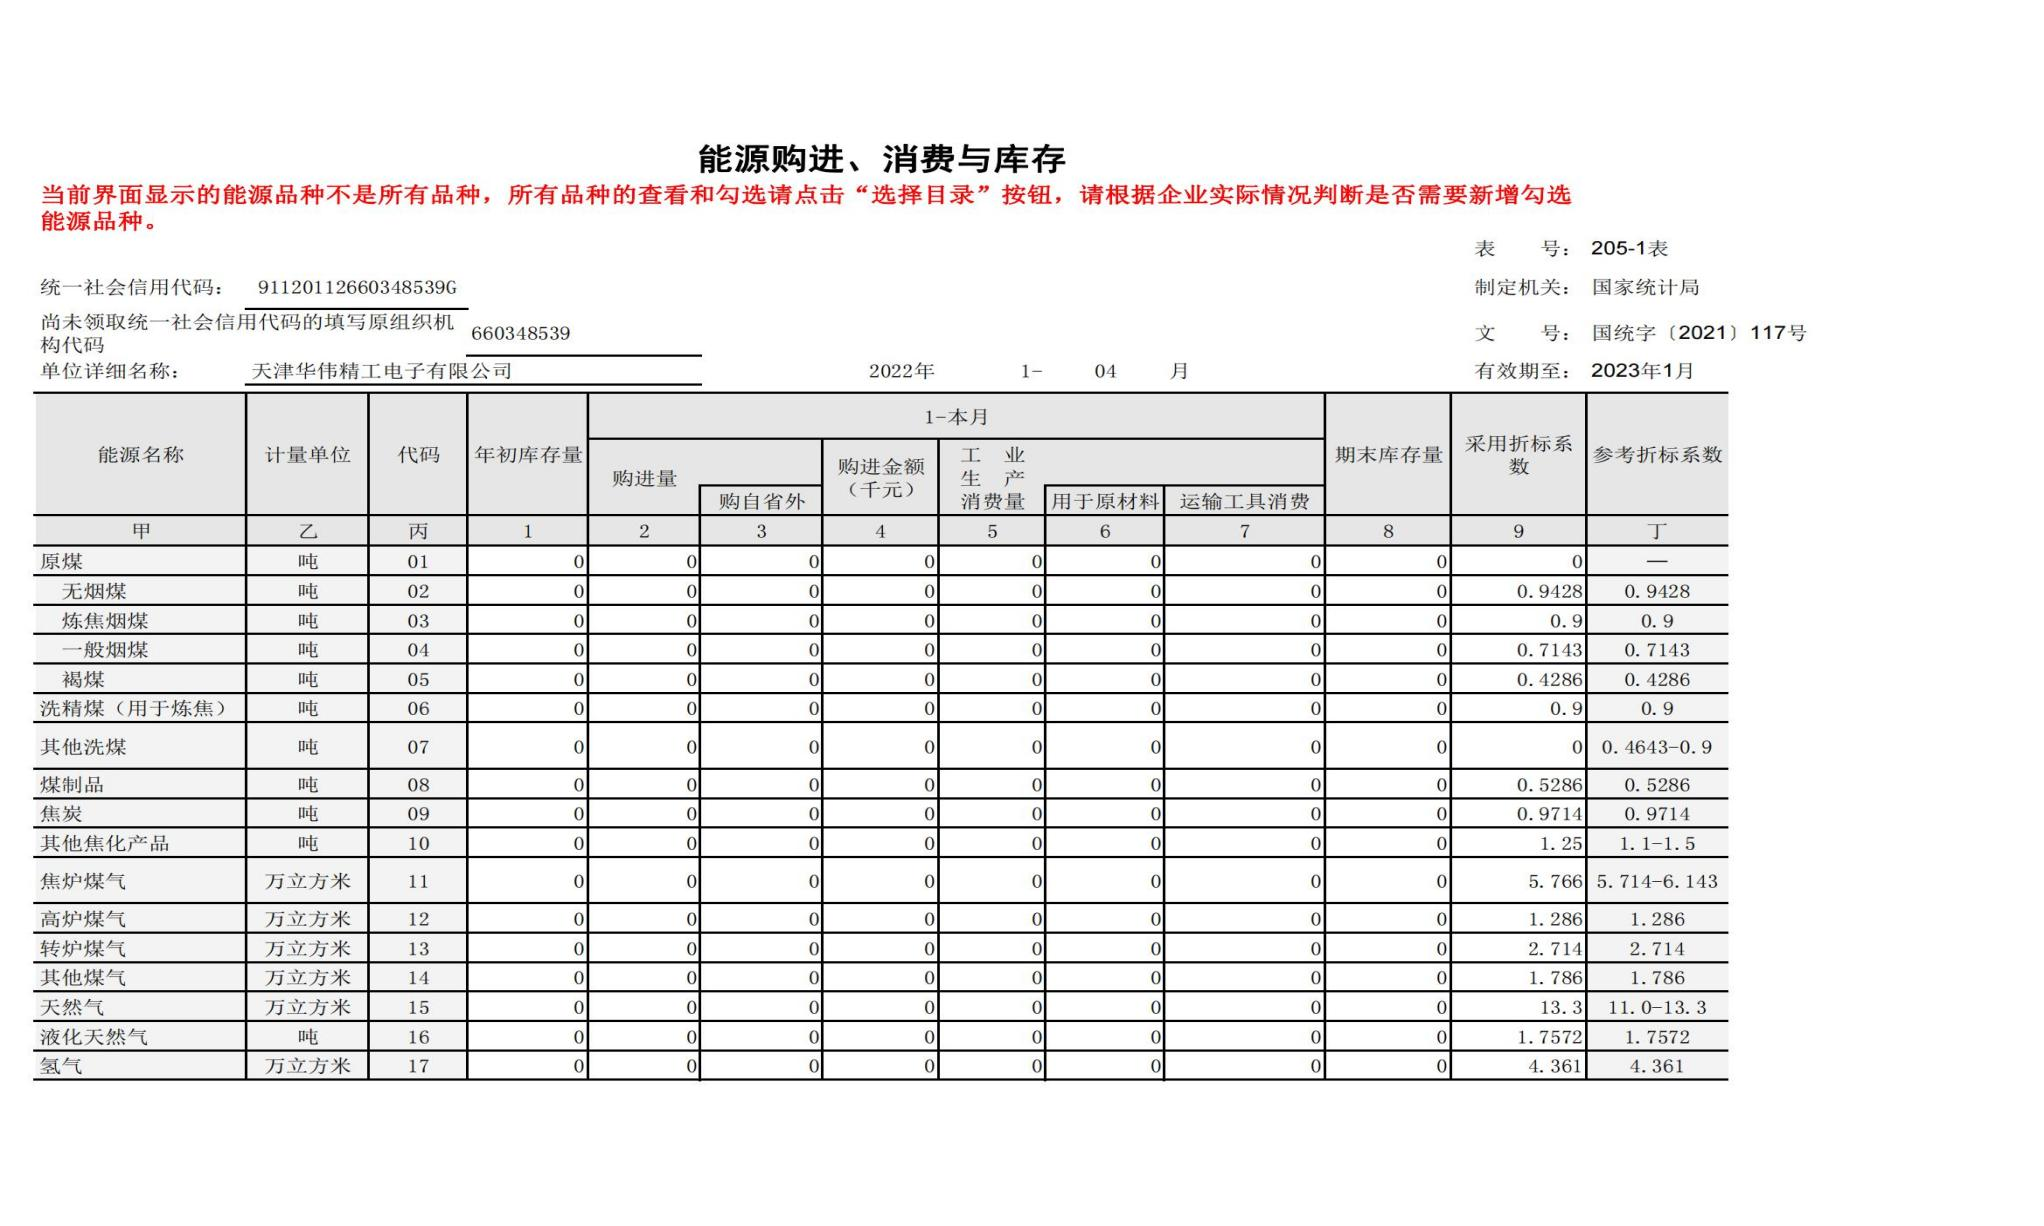 能源购进、消费与库存
当前界面显示的能源品种不是所有品种，所有品种的查看和勾选请点击“选择目录”按钮，请根据企业实际情况判断是否需要新增勾选
能源品种。
表 号： 205-1表
统一社会信用代码： 91120112660348539G 制定机关： 国家统计局
尚未领取统一社会信用代码的填写原组织机
构代码 660348539 文 号： 国统字〔2021〕117号
单位详细名称： 天津华伟精工电子有限公司 2022年 1- 04 月 有效期至： 2023年1月
能源名称 计量单位 代码 年初库存量 1-本月 期末库存量 采用折标系数 参考折标系数
购进量 购进金额（千元） 工业生产消费量
购自省外 用于原材料 运输工具消费
甲 乙 丙 1 2 3 4 5 6 7 8 9 丁
原煤 吨 01 0 0 0 0 0 0 0 0 0 —
无烟煤 吨 02 0 0 0 0 0 0 0 0 0.9428 0.9428
炼焦烟煤 吨 03 0 0 0 0 0 0 0 0 0.9 0.9
一般烟煤 吨 04 0 0 0 0 0 0 0 0 0.7143 0.7143
褐煤 吨 05 0 0 0 0 0 0 0 0 0.4286 0.4286
洗精煤（用于炼焦） 吨 06 0 0 0 0 0 0 0 0 0.9 0.9
其他洗煤 吨 07 0 0 0 0 0 0 0 0 0 0.4643-0.9
煤制品 吨 08 0 0 0 0 0 0 0 0 0.5286 0.5286
焦炭 吨 09 0 0 0 0 0 0 0 0 0.9714 0.9714
其他焦化产品 吨 10 0 0 0 0 0 0 0 0 1.25 1.1-1.5
焦炉煤气 万立方米 11 0 0 0 0 0 0 0 0 5.766 5.714-6.143
高炉煤气 万立方米 12 0 0 0 0 0 0 0 0 1.286 1.286
转炉煤气 万立方米 13 0 0 0 0 0 0 0 0 2.714 2.714
其他煤气 万立方米 14 0 0 0 0 0 0 0 0 1.786 1.786
天然气 万立方米 15 0 0 0 0 0 0 0 0 13.3 11.0-13.3
液化天然气 吨 16 0 0 0 0 0 0 0 0 1.7572 1.7572
氢气 万立方米 17 0 0 0 0 0 0 0 0 4.361 4.361